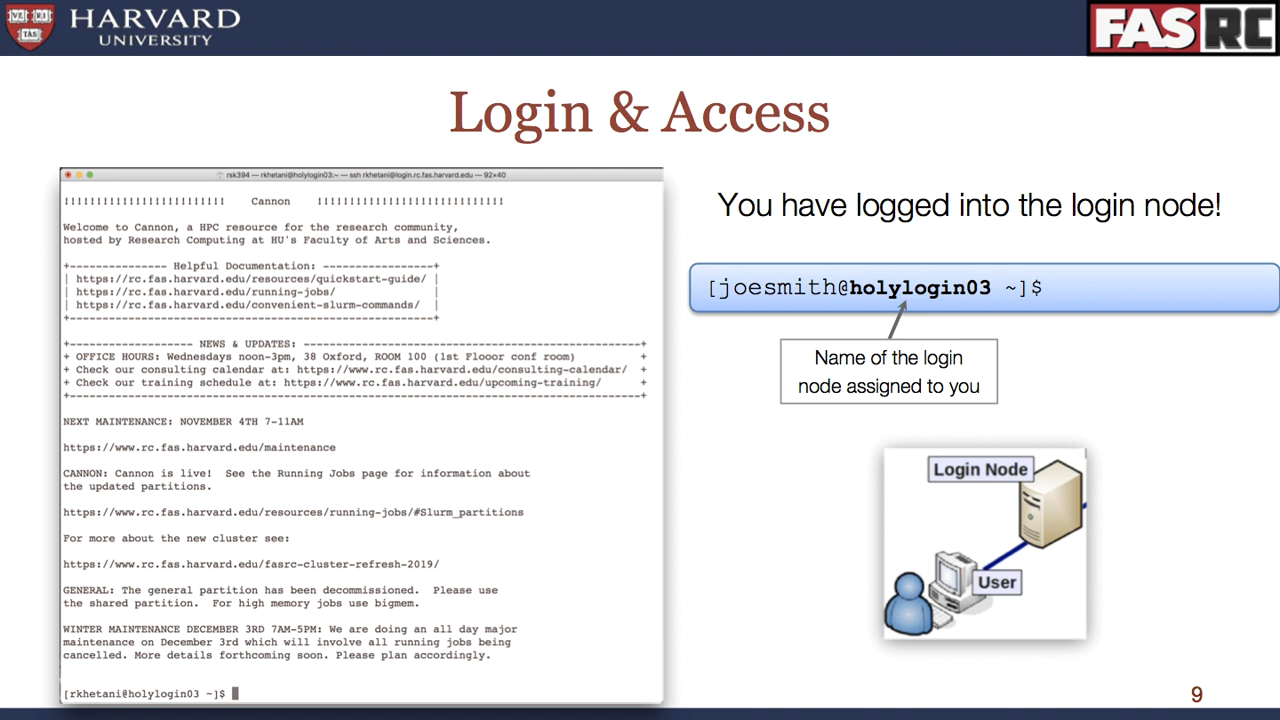 HARVARD
UNIVERSITY
FAS RC
Login & Access
rsk394 — rkhetani@holylogin03:~ — ssh rkhetani@login.rc.fas.harvard.edu — 92×40
!!!!!!!!!!!!!!!!!!!!!!!!! Cannon !!!!!!!!!!!!!!!!!!!!!!!!!!!!!
Welcome to Cannon, a HPC resource for the research community,
hosted by Research Computing at HU's Faculty of Arts and Sciences.
+--------------- Helpful Documentation: -----------------+
| https://rc.fas.harvard.edu/resources/quickstart-guide/ |
| https://rc.fas.harvard.edu/running-jobs/ |
| https://rc.fas.harvard.edu/convenient-slurm-commands/ |
+--------------------------------------------------------+
+------------------- NEWS & UPDATES: ----------------------------------------------------+
+ OFFICE HOURS: Wednesdays noon-3pm, 38 Oxford, ROOM 100 (1st Flooor conf room) +
+ Check our consulting calendar at: https://www.rc.fas.harvard.edu/consulting-calendar/ +
+ Check our training schedule at: https://www.rc.fas.harvard.edu/upcoming-training/ +
+----------------------------------------------------------------------------------------+
NEXT MAINTENANCE: NOVEMBER 4TH 7-11AM
https://www.rc.fas.harvard.edu/maintenance
CANNON: Cannon is live! See the Running Jobs page for information about
the updated partitions.
https://www.rc.fas.harvard.edu/resources/running-jobs/#Slurm_partitions
For more about the new cluster see:
https://www.rc.fas.harvard.edu/fasrc-cluster-refresh-2019/
GENERAL: The general partition has been decommissioned. Please use
the shared partition. For high memory jobs use bigmem.
WINTER MAINTENANCE DECEMBER 3RD 7AM-5PM: We are doing an all day major
maintenance on December 3rd which will involve all running jobs being
cancelled. More details forthcoming soon. Please plan accordingly.
[rkhetani@holylogin03 ~]$
You have logged into the login node!
[joesmith@holylogin03 ~]$
Name of the login
node assigned to you
Login Node
User
9